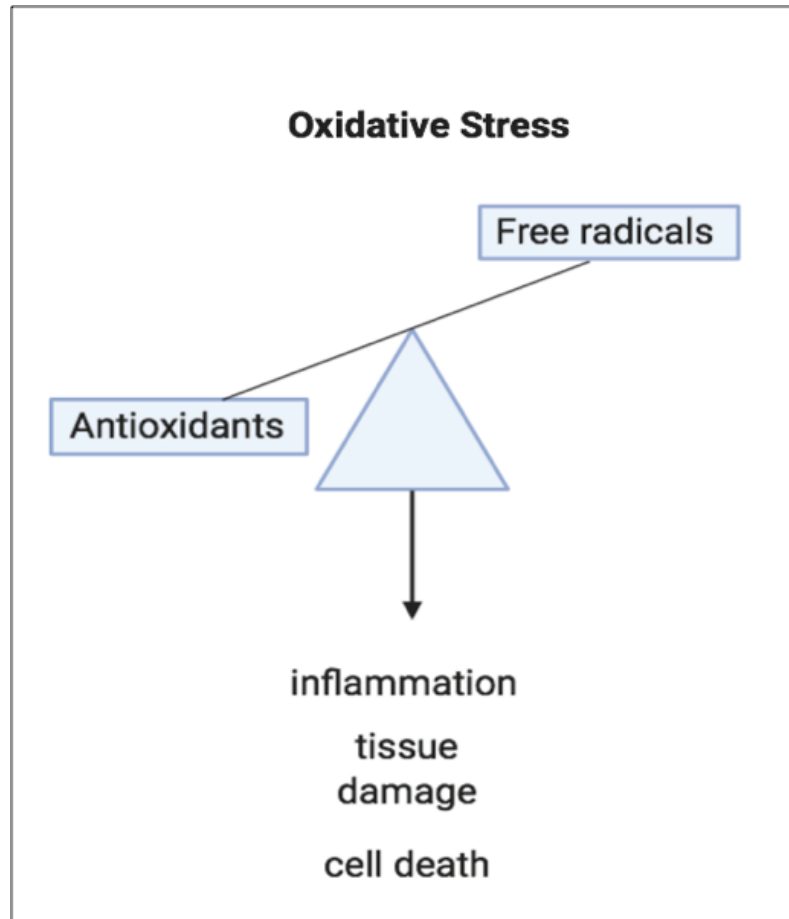 Oxidative Stress
Free radicals
Antioxidants
inflammation
tissue
damage
cell death